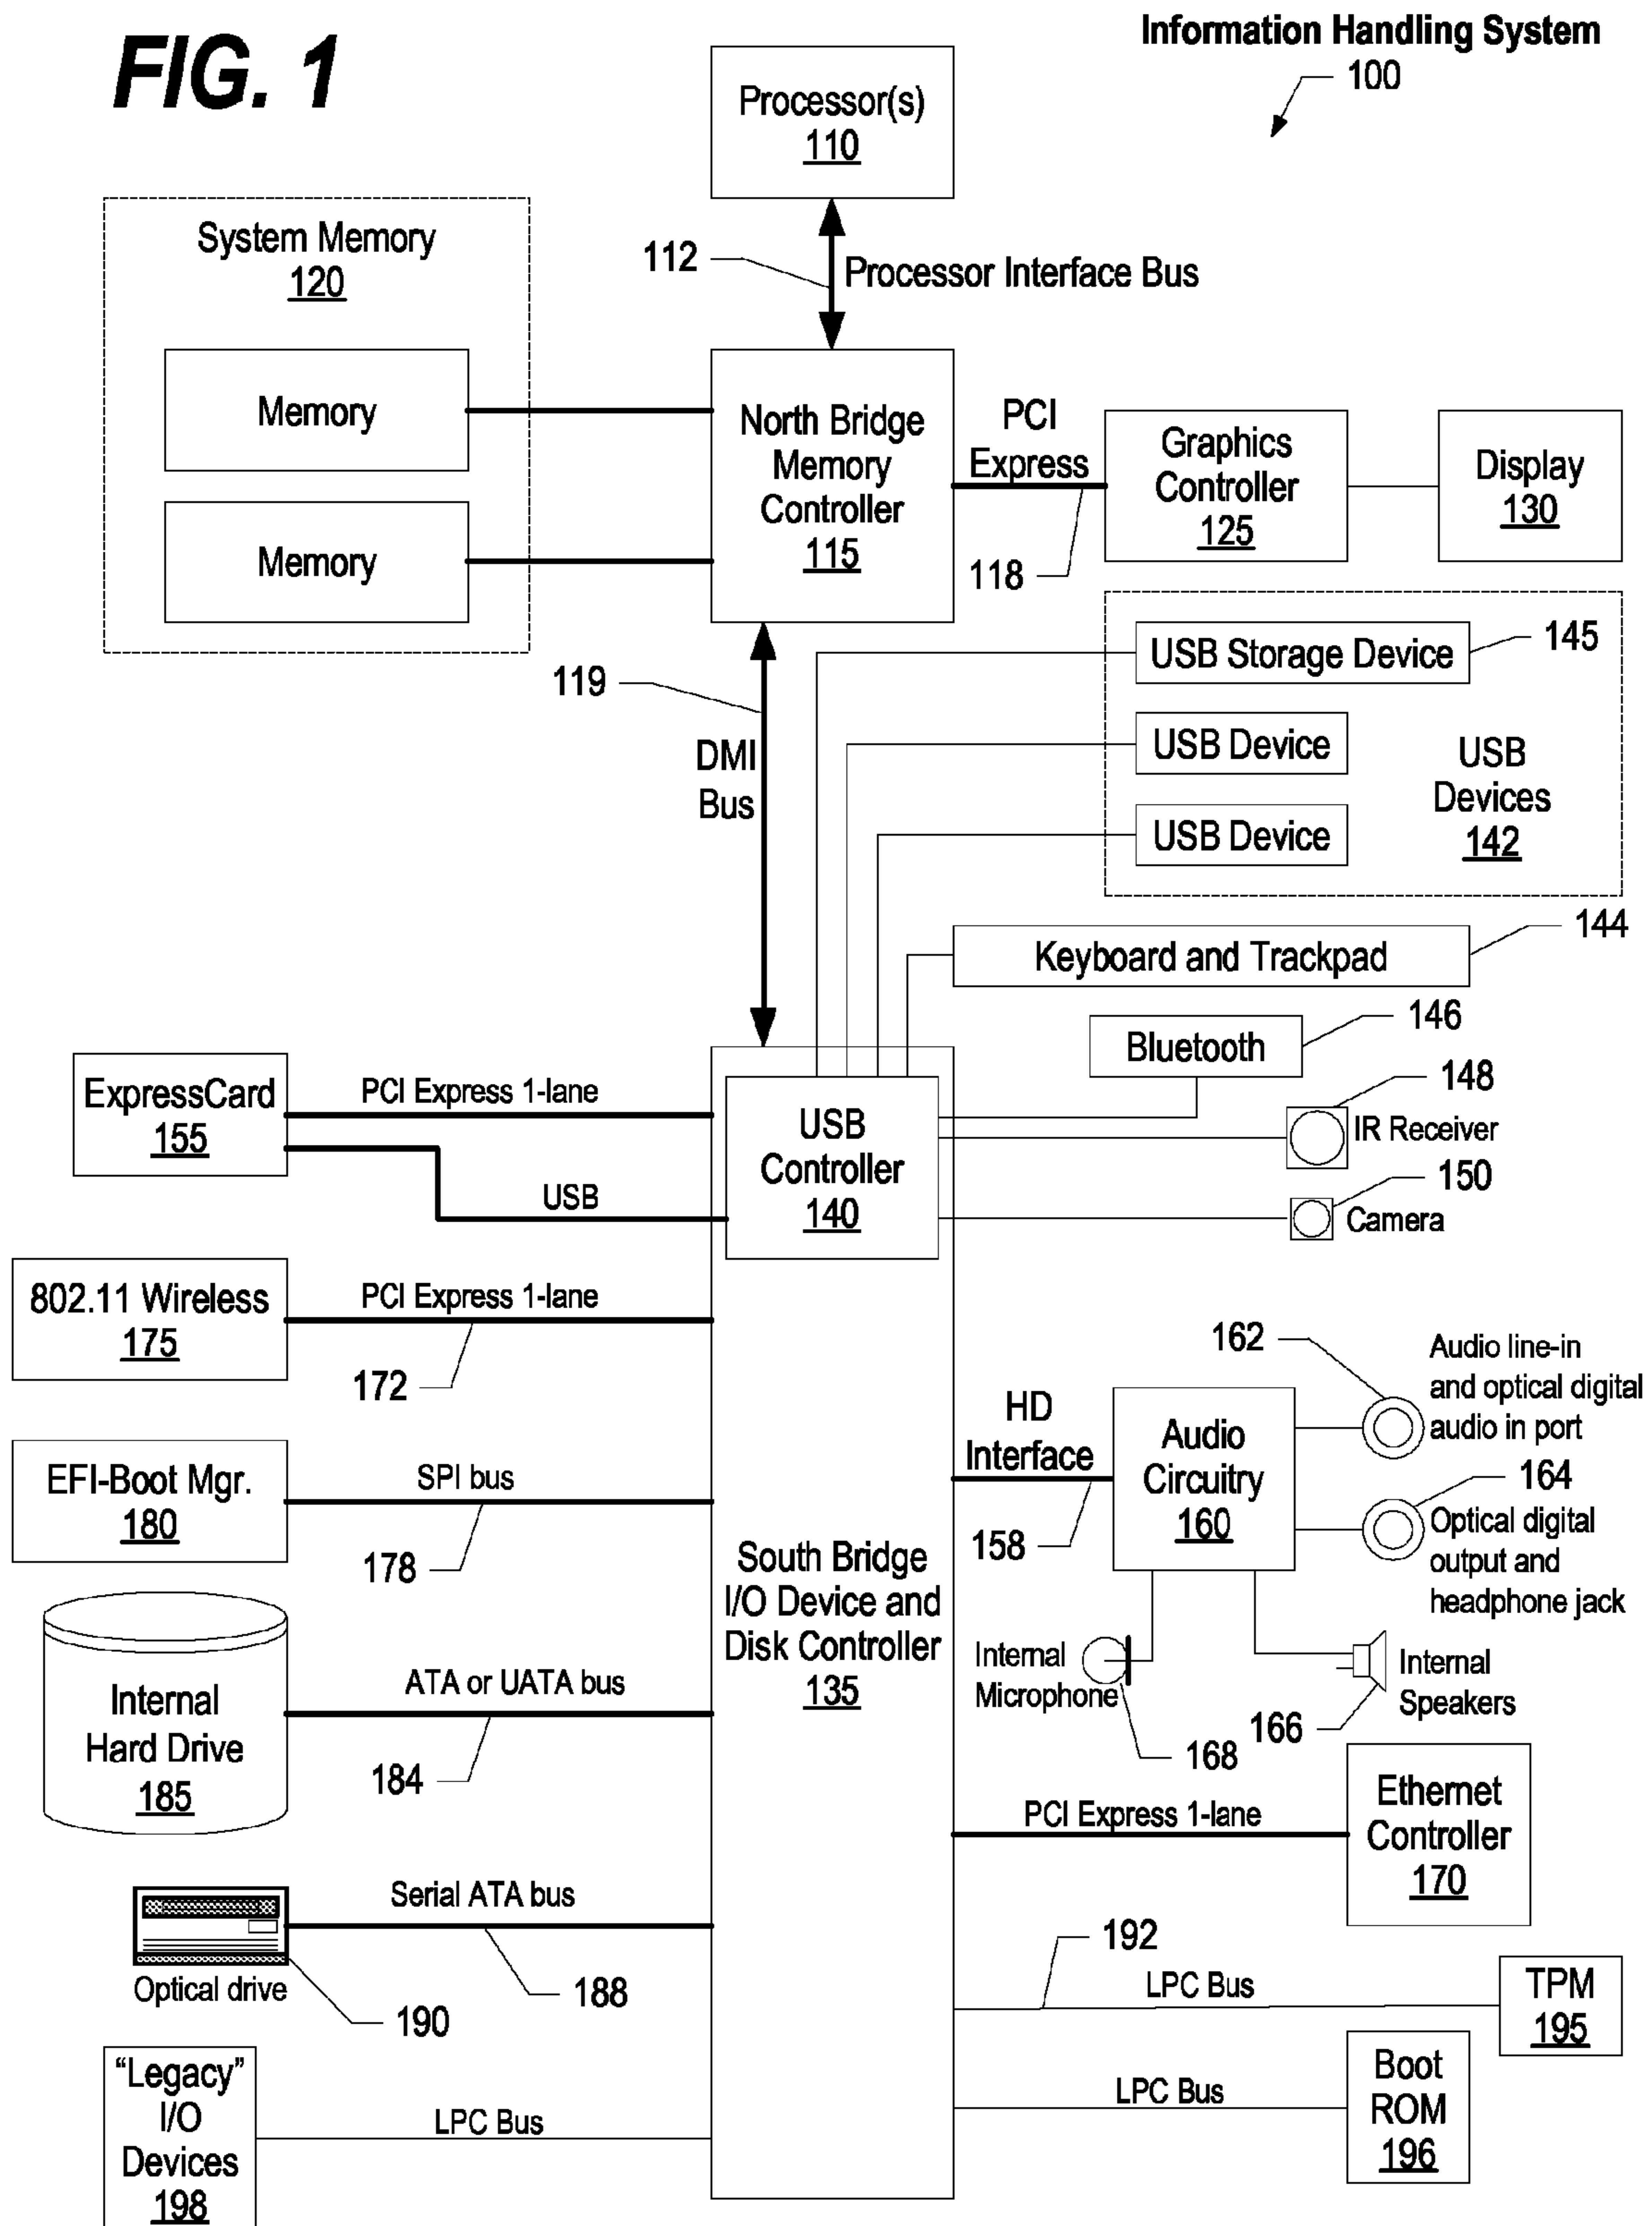 FIG. 1
Information Handling System
100
Processor(s)
110
112
Processor Interface Bus
System Memory
120
Memory
Memory
North Bridge
Memory
Controller
115
PCI
Express
118
Graphics
Controller
125
Display
130
119
DMI
Bus
USB Storage Device
145
USB Device
USB Device
USB
Devices
142
Keyboard and Trackpad
144
Bluetooth
146
148
IR Receiver
150
Camera
USB
Controller
140
ExpressCard
155
PCI Express 1-lane
USB
802.11 Wireless
175
PCI Express 1-lane
172
EFI-Boot Mgr.
180
SPI bus
178
South Bridge
I/O Device and
Disk Controller
135
HD
Interface
158
Audio
Circuitry
160
162
Audio line-in
and optical digital
audio in port
164
Optical digital
output and
headphone jack
Internal
Microphone
168
Internal
Speakers
166
Internal
Hard Drive
185
ATA or UATA bus
184
PCI Express 1-lane
Ethernet
Controller
170
Serial ATA bus
188
Optical drive
190
192
LPC Bus
TPM
195
LPC Bus
Boot
ROM
196
“Legacy”
I/O
Devices
198
LPC Bus